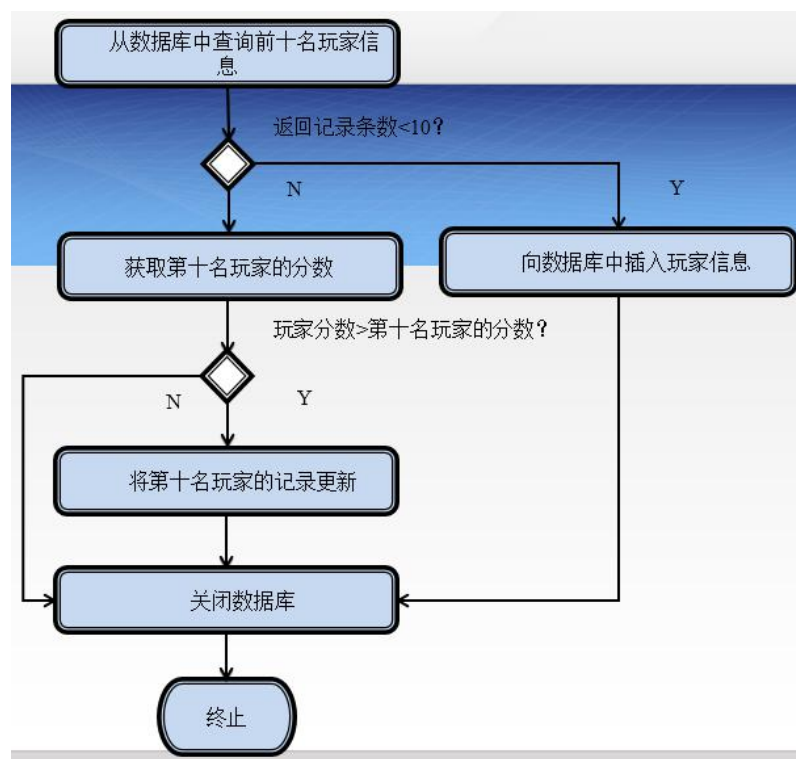 从数据库中查询前十名玩家信
息
返回记录条数<10?
N
Y
获取第十名玩家的分数
向数据库中插入玩家信息
玩家分数>第十名玩家的分数?
N
Y
将第十名玩家的记录更新
关闭数据库
终止